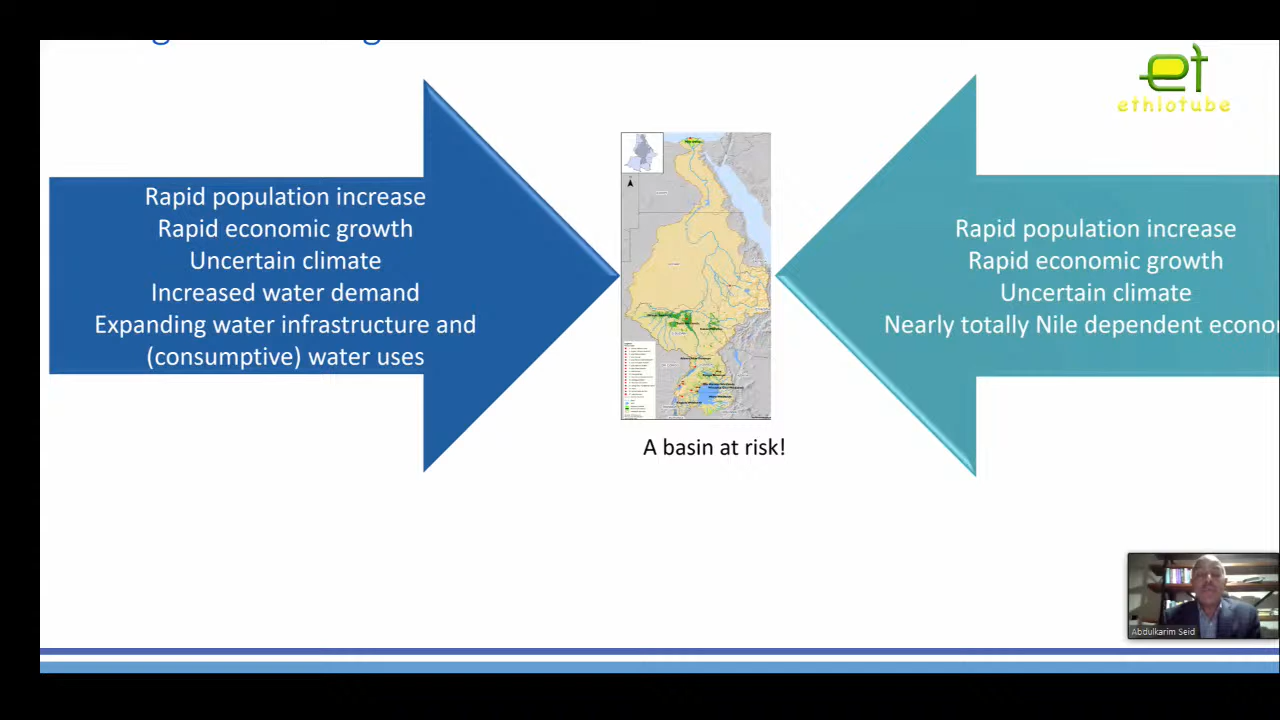 ethiotube
Rapid population increase
Rapid economic growth
Uncertain climate
Increased water demand
Expanding water infrastructure and
(consumptive) water uses
Rapid population increase
Rapid economic growth
Uncertain climate
Nearly totally Nile dependent econo
A basin at risk!
Abdulkarim Seid